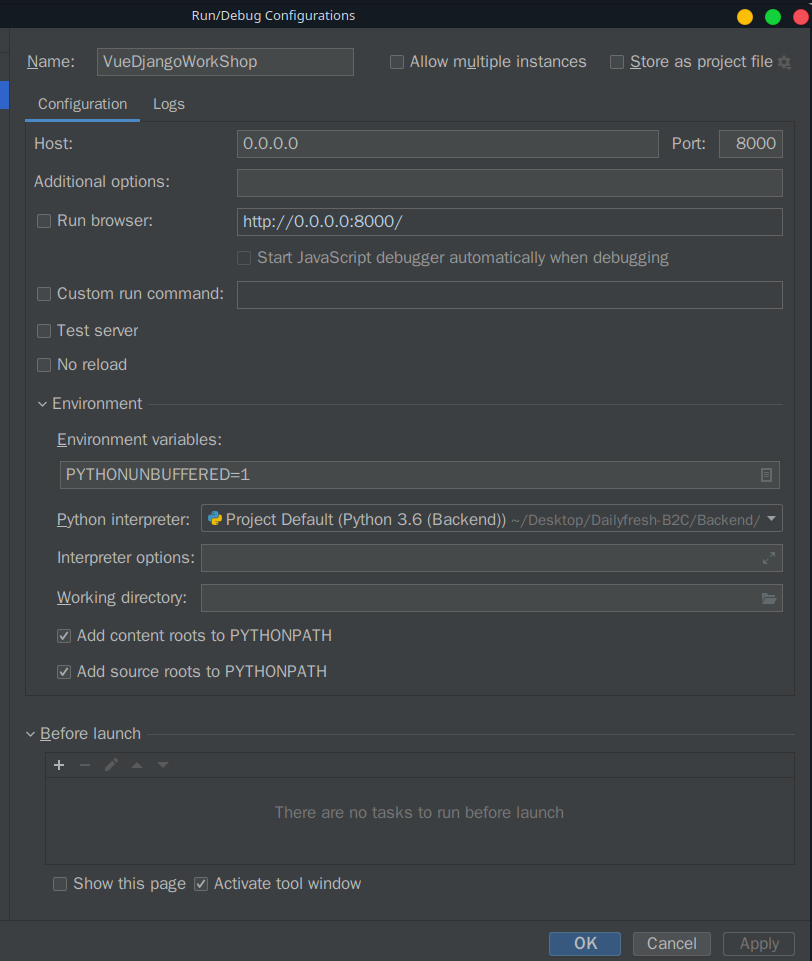 Run/Debug Configurations
Name: VueDjangoWorkShop Allow multiple instances Store as project file
Configuration Logs
Host: 0.0.0.0 Port: 8000
Additional options:
Run browser: http://0.0.0.0:8000/
Start JavaScript debugger automatically when debugging
Custom run command:
Test server
No reload
Environment
Environment variables:
PYTHONUNBUFFERED=1
Python interpreter: Project Default (Python 3.6 (Backend)) ~/Desktop/Dailyfresh-B2C/Backend/
Interpreter options:
Working directory:
Add content roots to PYTHONPATH
Add source roots to PYTHONPATH
Before launch
There are no tasks to run before launch
Show this page Activate tool window
OK Cancel Apply